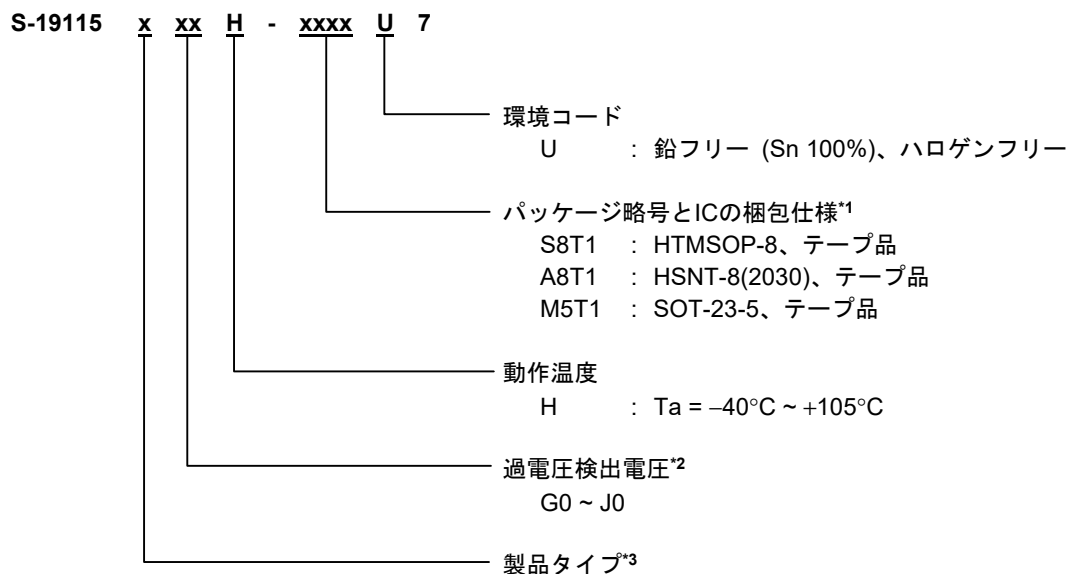 S-19115 x xx H - xxxx U 7
環境コード
U : 鉛フリー (Sn 100%)、ハロゲンフリー
パッケージ略号とICの梱包仕様*1
S8T1 : HTMSOP-8、テープ品
A8T1 : HSNT-8(2030)、テープ品
M5T1 : SOT-23-5、テープ品
動作温度
H : Ta = −40°C ~ +105°C
過電圧検出電圧*2
G0 ~ J0
製品タイプ*3